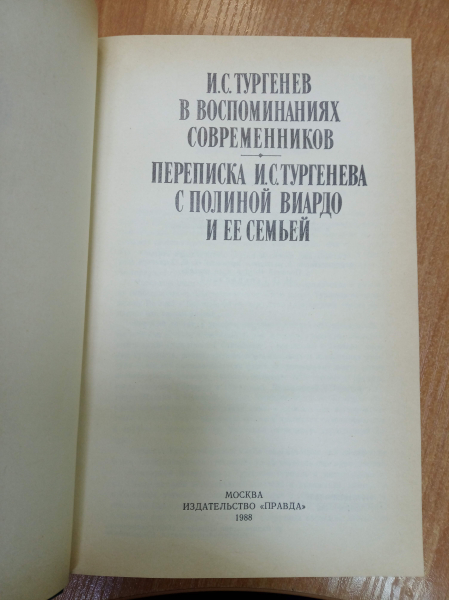 И.С.ТУРГЕНЕВ
В ВОСПОМИНАНИЯХ
СОВРЕМЕННИКОВ
ПЕРЕПИСКА И.С.ТУРГЕНЕВА
С ПОЛИНОЙ ВИАРДО
И ЕЕ СЕМЬЕЙ
МОСКВА
ИЗДАТЕЛЬСТВО «ПРАВДА»
1988